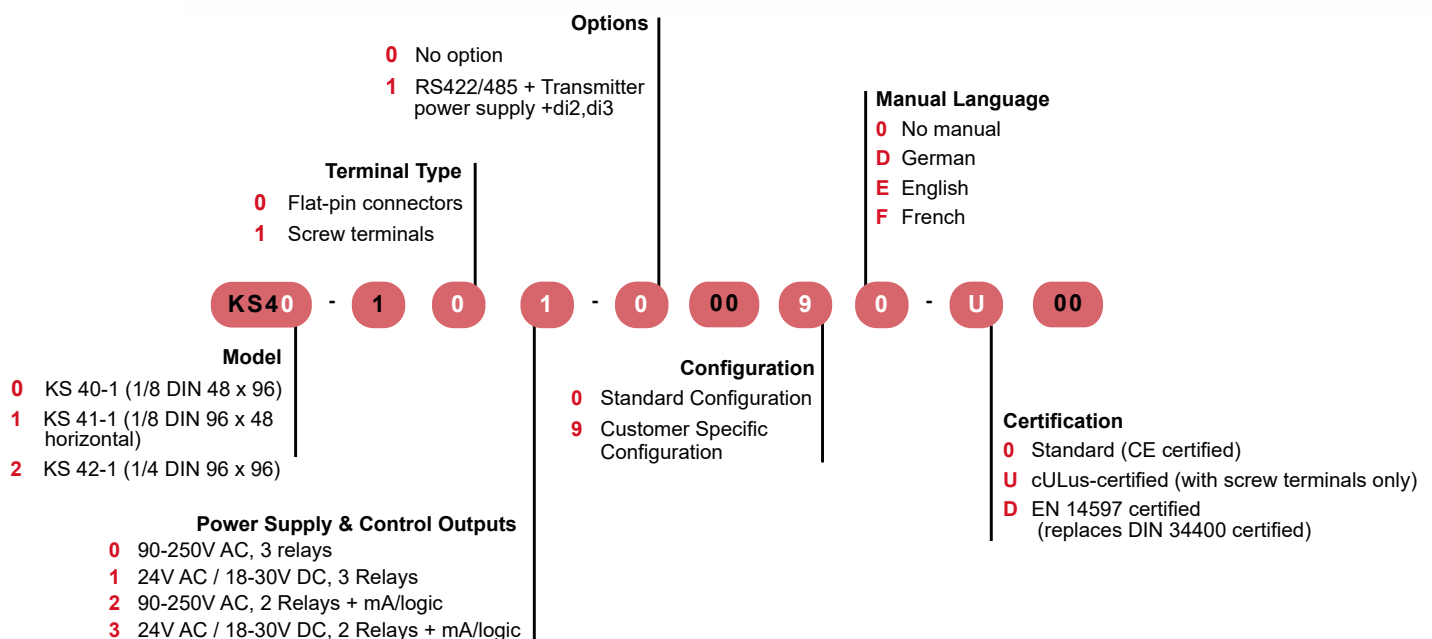 Options
0 No option
1 RS422/485 + Transmitter
power supply +di2,di3
Manual Language
0 No manual
D German
E English
F French
Terminal Type
0 Flat-pin connectors
1 Screw terminals
KS40 - 1 0 1 - 0 00 9 0 - U 00
Model
0 KS 40-1 (1/8 DIN 48 x 96)
1 KS 41-1 (1/8 DIN 96 x 48
horizontal)
2 KS 42-1 (1/4 DIN 96 x 96)
Configuration
0 Standard Configuration
9 Customer Specific
Configuration
Certification
0 Standard (CE certified)
U cULus-certified (with screw terminals only)
D EN 14597 certified
(replaces DIN 34400 certified)
Power Supply & Control Outputs
0 90-250V AC, 3 relays
1 24V AC / 18-30V DC, 3 Relays
2 90-250V AC, 2 Relays + mA/logic
3 24V AC / 18-30V DC, 2 Relays + mA/logic